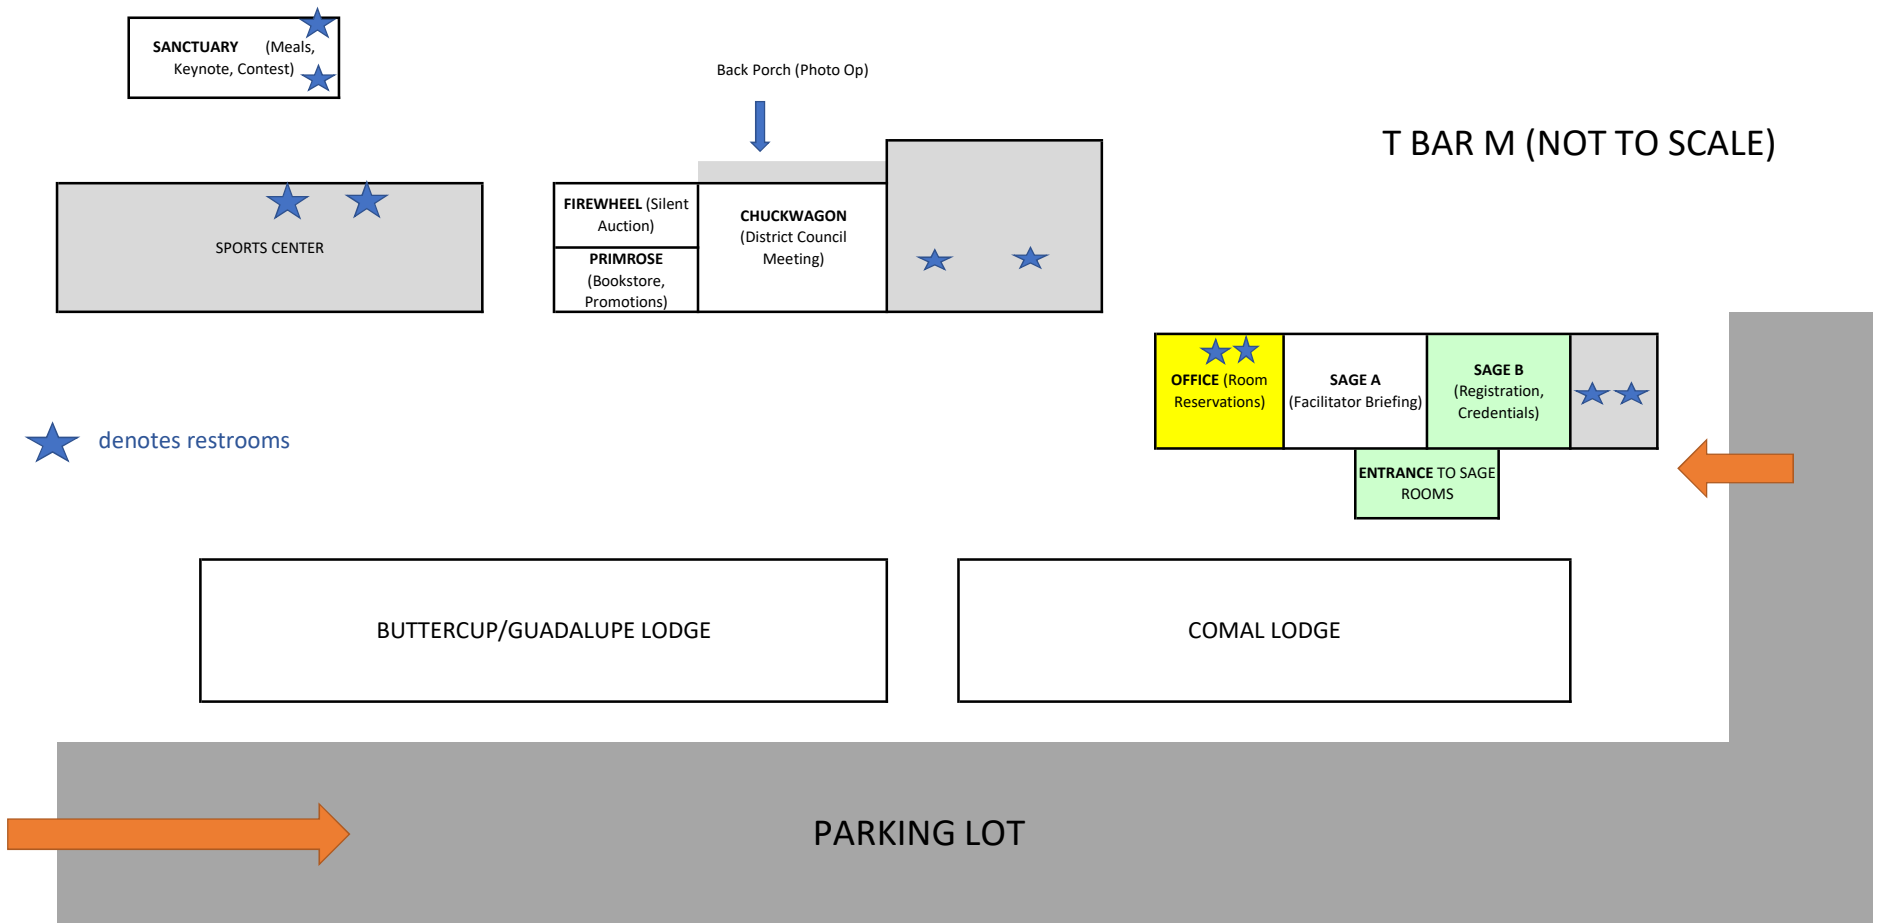 SANCTUARY (Meals,
Keynote, Contest)
Back Porch (Photo Op)
T BAR M (NOT TO SCALE)
SPORTS CENTER
FIREWHEEL (Silent
Auction)
PRIMROSE
(Bookstore,
Promotions)
CHUCKWAGON
(District Council
Meeting)
OFFICE (Room
Reservations)
SAGE A
(Facilitator Briefing)
SAGE B
(Registration,
Credentials)
denotes restrooms
ENTRANCE TO SAGE
ROOMS
BUTTERCUP/GUADALUPE LODGE
COMAL LODGE
PARKING LOT